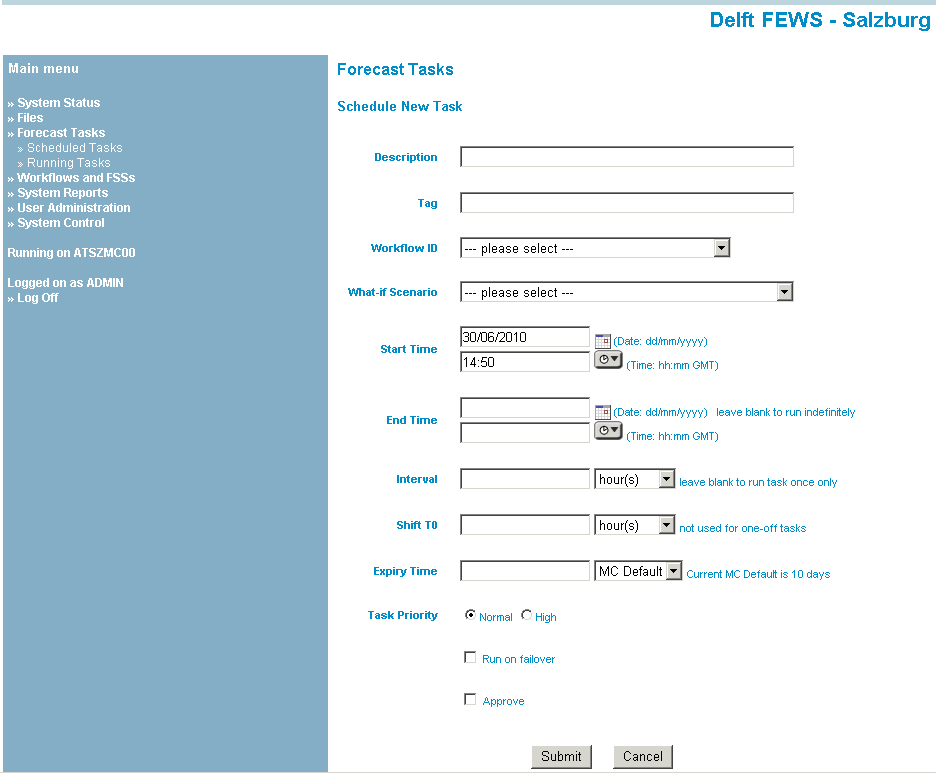 Delft FEWS - Salzburg
Main menu
» System Status
» Files
» Forecast Tasks
» Scheduled Tasks
» Running Tasks
» Workflows and FSSs
» System Reports
» User Administration
» System Control
Running on ATSZMC00
Logged on as ADMIN
» Log Off
Forecast Tasks
Schedule New Task
Description
Tag
Workflow ID --- please select ---
What-if Scenario --- please select ---
Start Time 30/06/2010 (Date: dd/mm/yyyy)
14:50 (Time: hh:mm GMT)
End Time (Date: dd/mm/yyyy) leave blank to run indefinitely
(Time: hh:mm GMT)
Interval hour(s) leave blank to run task once only
Shift T0 hour(s) not used for one-off tasks
Expiry Time MC Default Current MC Default is 10 days
Task Priority Normal High
Run on failover
Approve
Submit Cancel